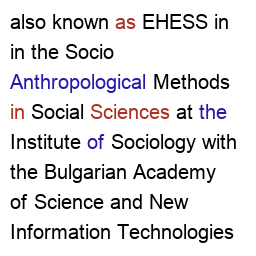 also known as EHESS in
in the Socio
Anthropological Methods
in Social Sciences at the
Institute of Sociology with
the Bulgarian Academy
of Science and New
Information Technologies